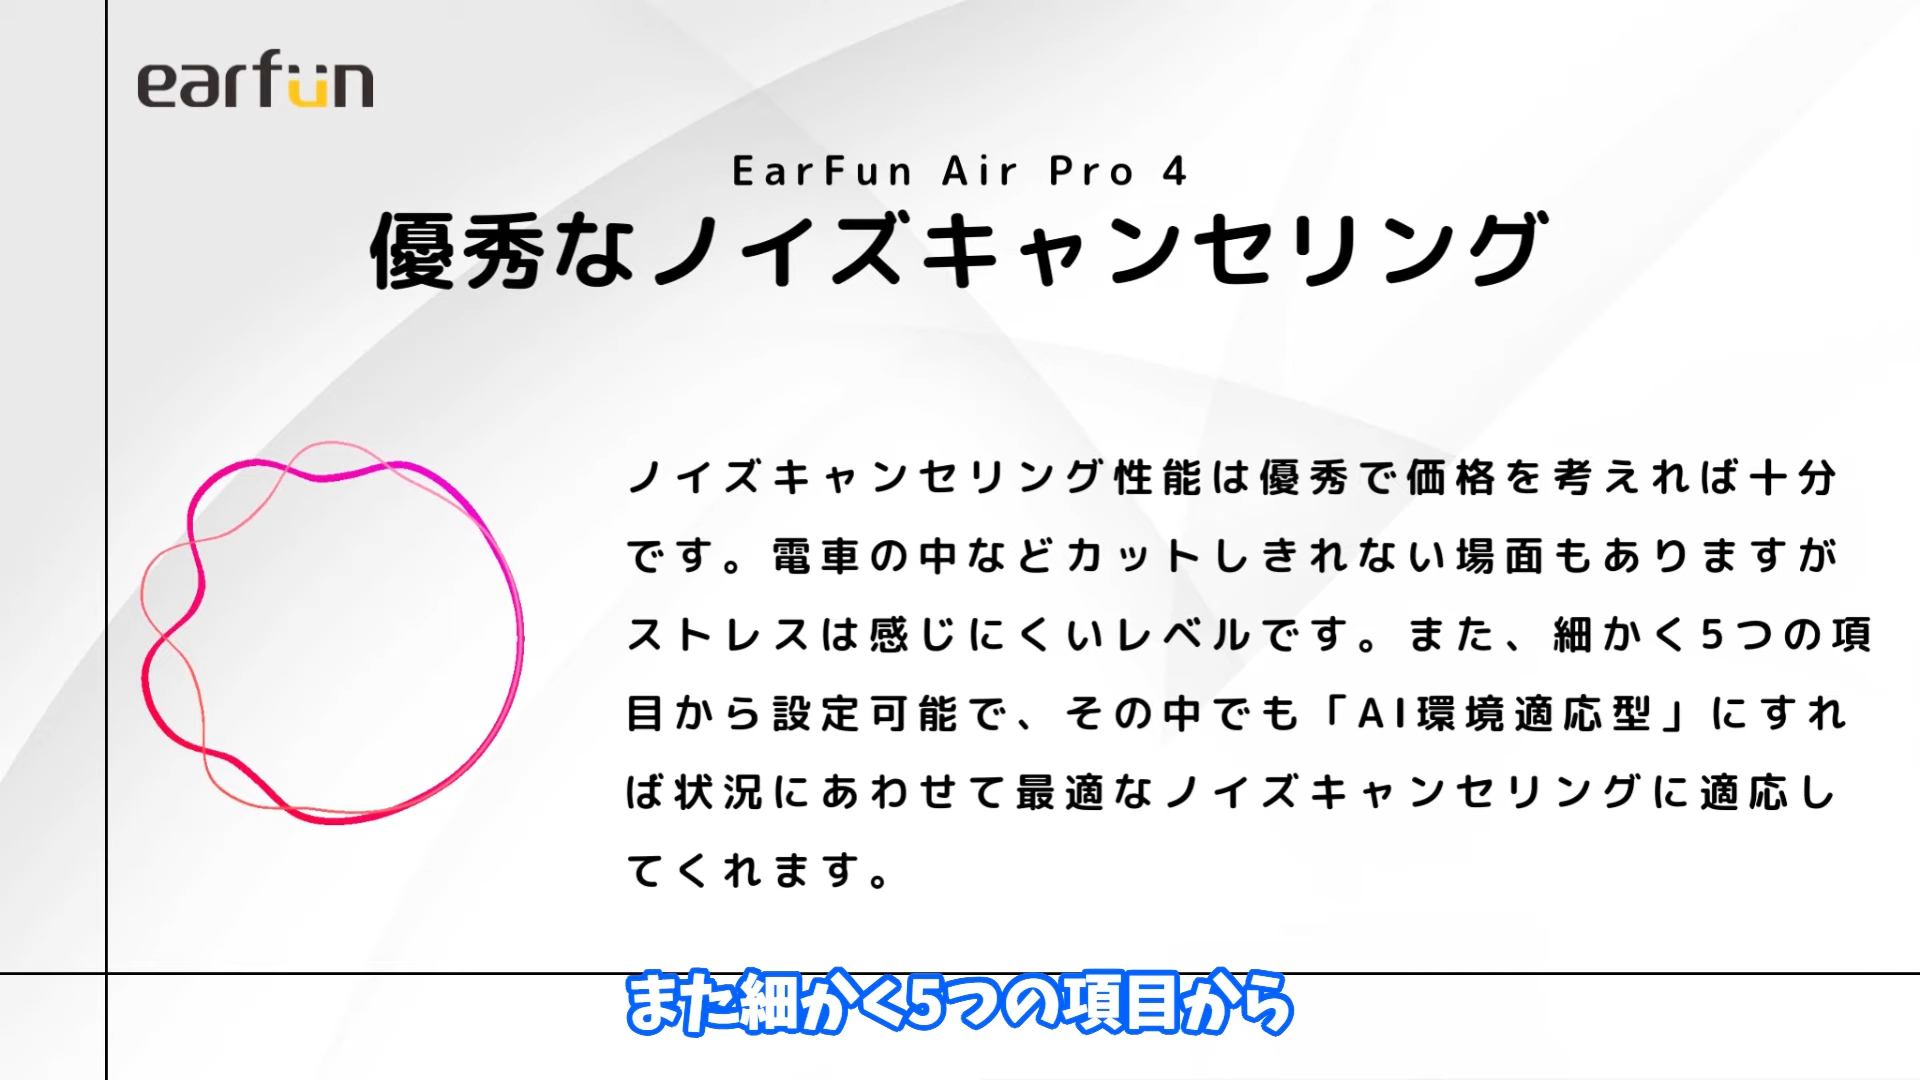 earfun
EarFun Air Pro 4
優秀なノイズキャンセリング
ノイズキャンセリング性能は優秀で価格を考えれば十分
です。電車の中などカットしきれない場面もありますが
ストレスは感じにくいレベルです。また、細かく5つの項
目から設定可能で、その中でも「AI環境適応型」にすれ
ば状況にあわせて最適なノイズキャンセリングに適応し
てくれます。
また細かく5つの項目から